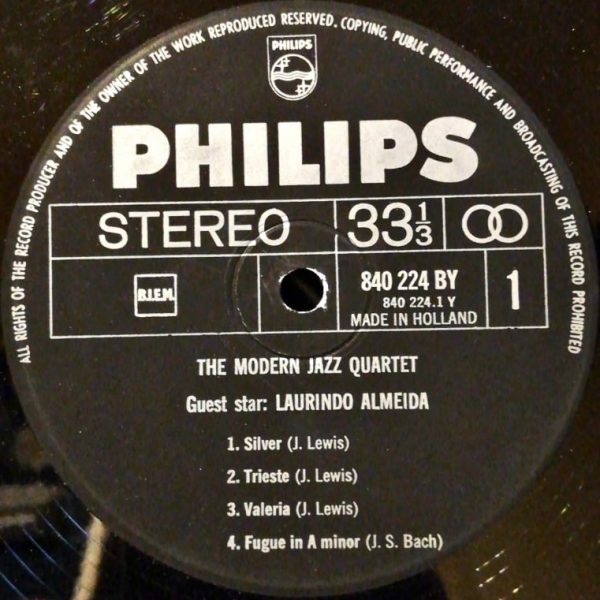 ALL RIGHTS OF THE RECORD PRODUCER AND OF THE OWNER OF THE WORK REPRODUCED RESERVED. COPYING, PUBLIC PERFORMANCE AND BROADCASTING OF THIS RECORD PROHIBITED
PHILIPS
PHILIPS
STEREO 33 1/3
B.I.E.M. 840 224 BY 1
840 224.1 Y
MADE IN HOLLAND
THE MODERN JAZZ QUARTET
Guest star: LAURINDO ALMEIDA
1. Silver (J. Lewis)
2. Trieste (J. Lewis)
3. Valeria (J. Lewis)
4. Fugue in A minor (J. S. Bach)